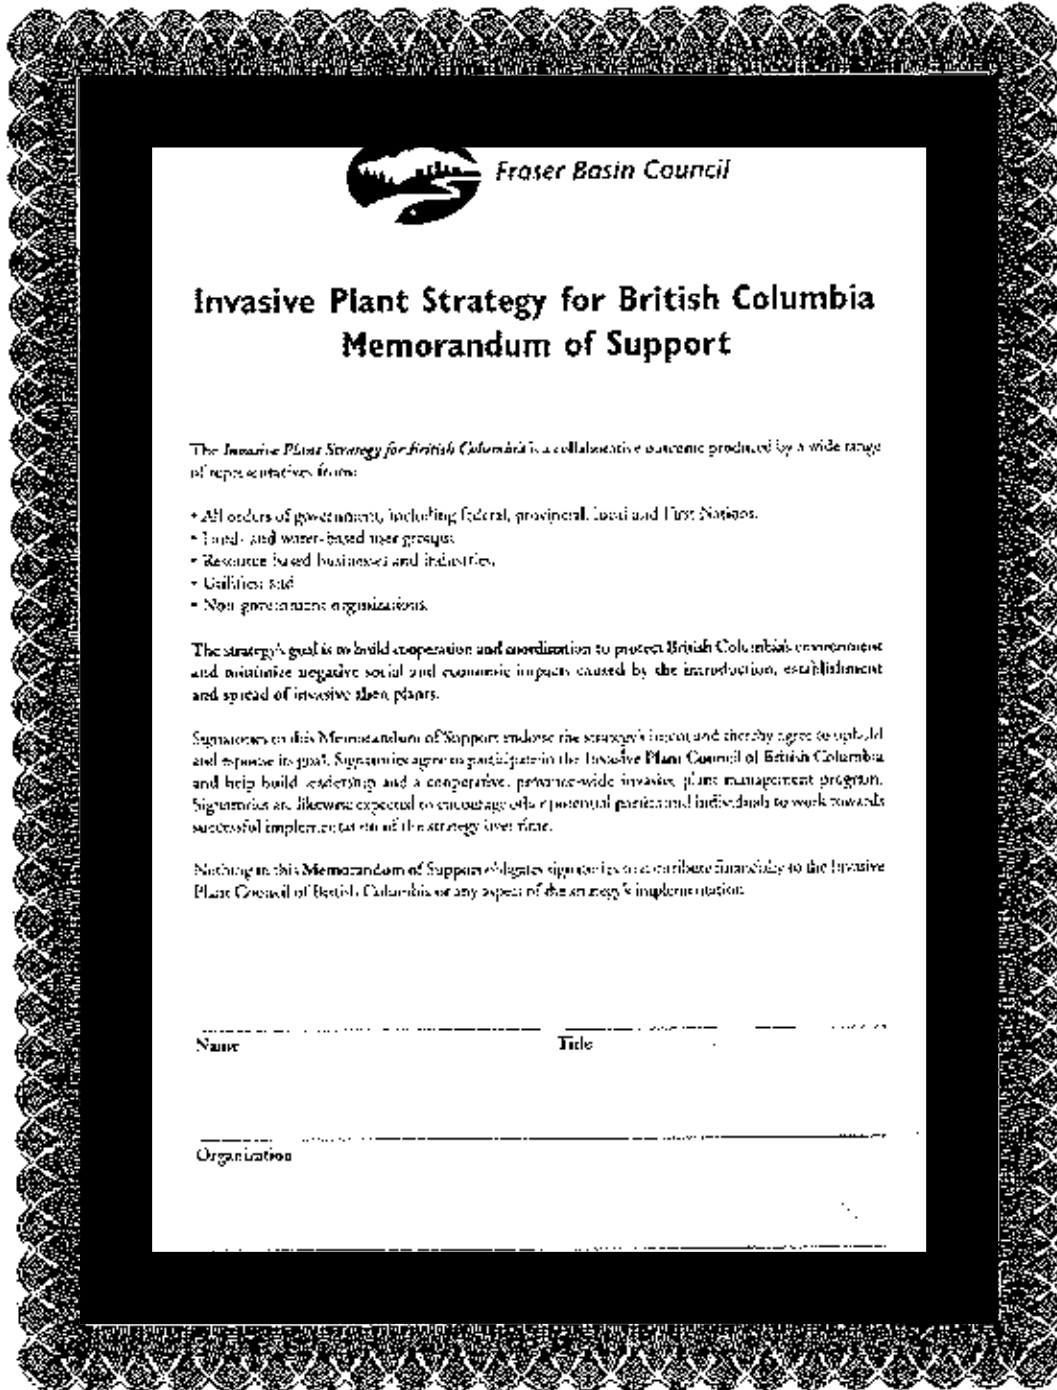 Fraser Basin Council
Invasive Plant Strategy for British Columbia
Memorandum of Support
The Invasive Plant Strategy for British Columbia is a collaborative outcome produced by a wide range
of representatives from:
• All orders of government, including federal, provincial, local and First Nations;
• Land- and water-based user groups;
• Resource based businesses and industries;
• Utilities; and
• Non-government organizations.
The strategy's goal is to build cooperation and coordination to protect British Columbia's environment
and minimize negative social and economic impacts caused by the introduction, establishment
and spread of invasive alien plants.
Signatories to this Memorandum of Support endorse the strategy's intent and thereby agree to uphold
and espouse its goal. Signatories agree to participate in the Invasive Plant Council of British Columbia
and help build leadership and a cooperative, province-wide invasive plant management program.
Signatories are likewise expected to encourage other potential parties and individuals to work towards
successful implementation of the strategy over time.
Nothing in this Memorandum of Support obligates signatories to contribute financially to the Invasive
Plant Council of British Columbia or any aspect of the strategy's implementation.
Name Title
Organization